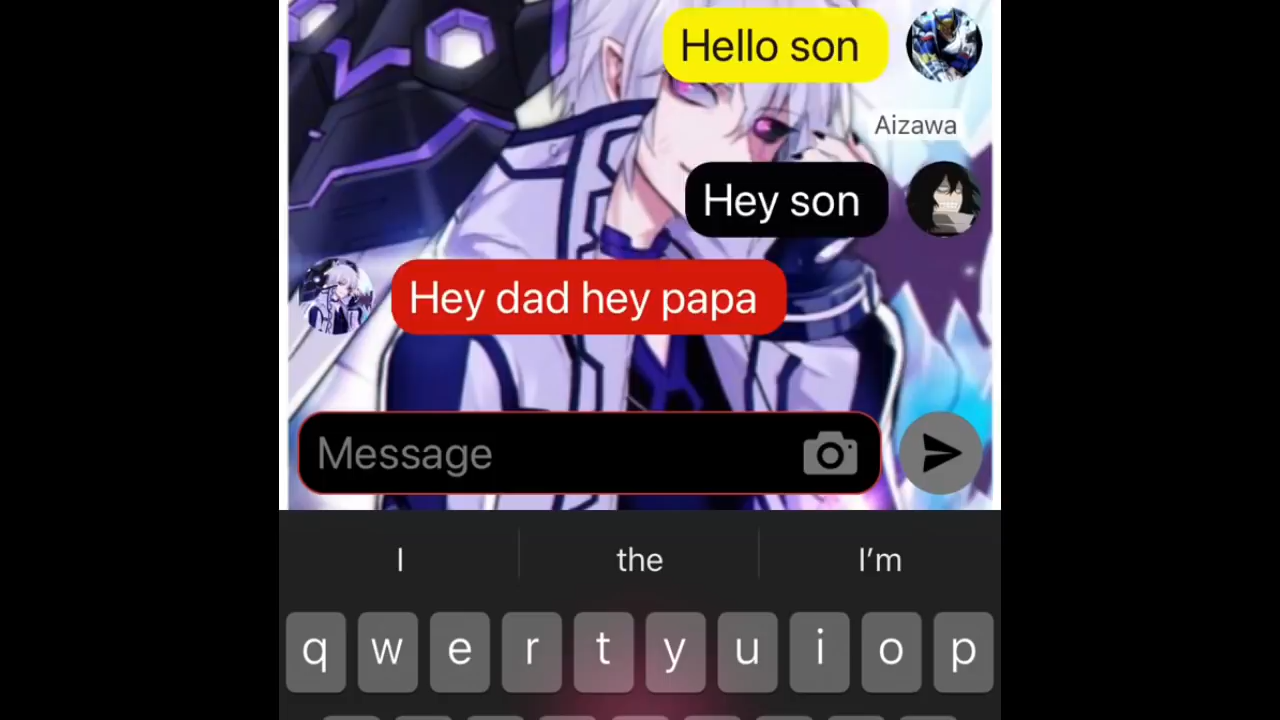 Hello son
Aizawa
Hey son
Hey dad hey papa
Message
I the I’m
q w e r t y u i o p